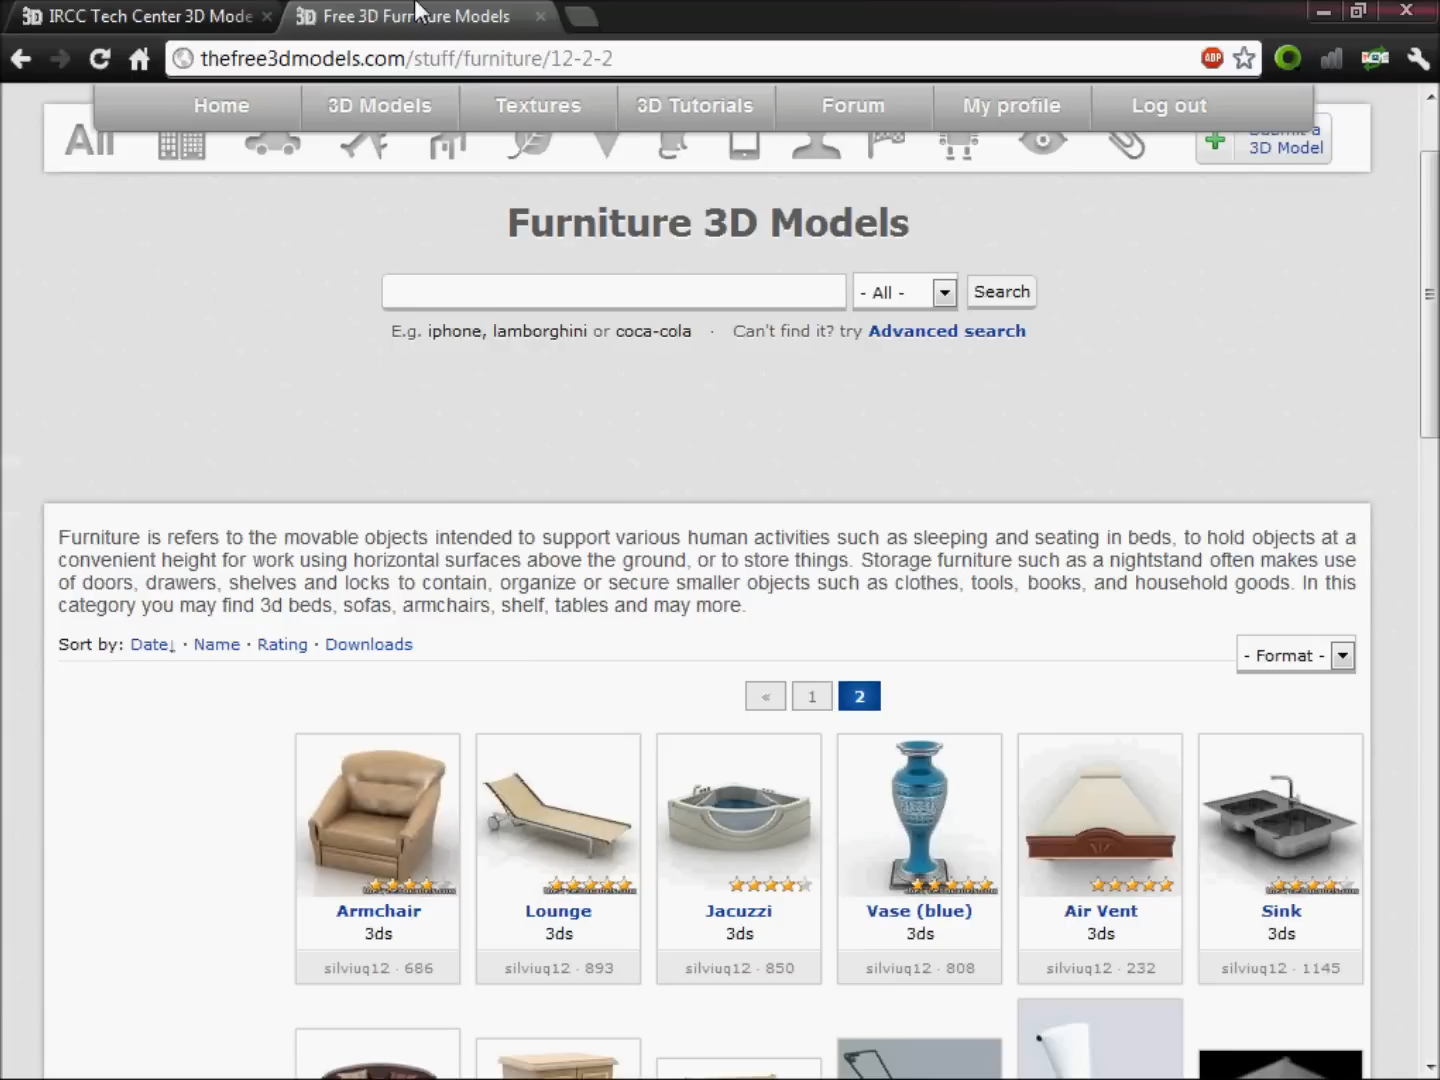 3D IRCC Tech Center 3D Mode
3D Free 3D Furniture Models
thefree3dmodels.com/stuff/furniture/12-2-2
ABP
Home
3D Models
Textures
3D Tutorials
Forum
My profile
Log out
All
Submit a
3D Model
Furniture 3D Models
- All -
Search
E.g. iphone, lamborghini or coca-cola · Can't find it? try Advanced search
Furniture is refers to the movable objects intended to support various human activities such as sleeping and seating in beds, to hold objects at a
convenient height for work using horizontal surfaces above the ground, or to store things. Storage furniture such as a nightstand often makes use
of doors, drawers, shelves and locks to contain, organize or secure smaller objects such as clothes, tools, books, and household goods. In this
category you may find 3d beds, sofas, armchairs, shelf, tables and may more.
Sort by: Date↓ · Name · Rating · Downloads
- Format -
« 1 2
Armchair
3ds
silviuq12 · 686
Lounge
3ds
silviuq12 · 893
Jacuzzi
3ds
silviuq12 · 850
Vase (blue)
3ds
silviuq12 · 808
Air Vent
3ds
silviuq12 · 232
Sink
3ds
silviuq12 · 1145